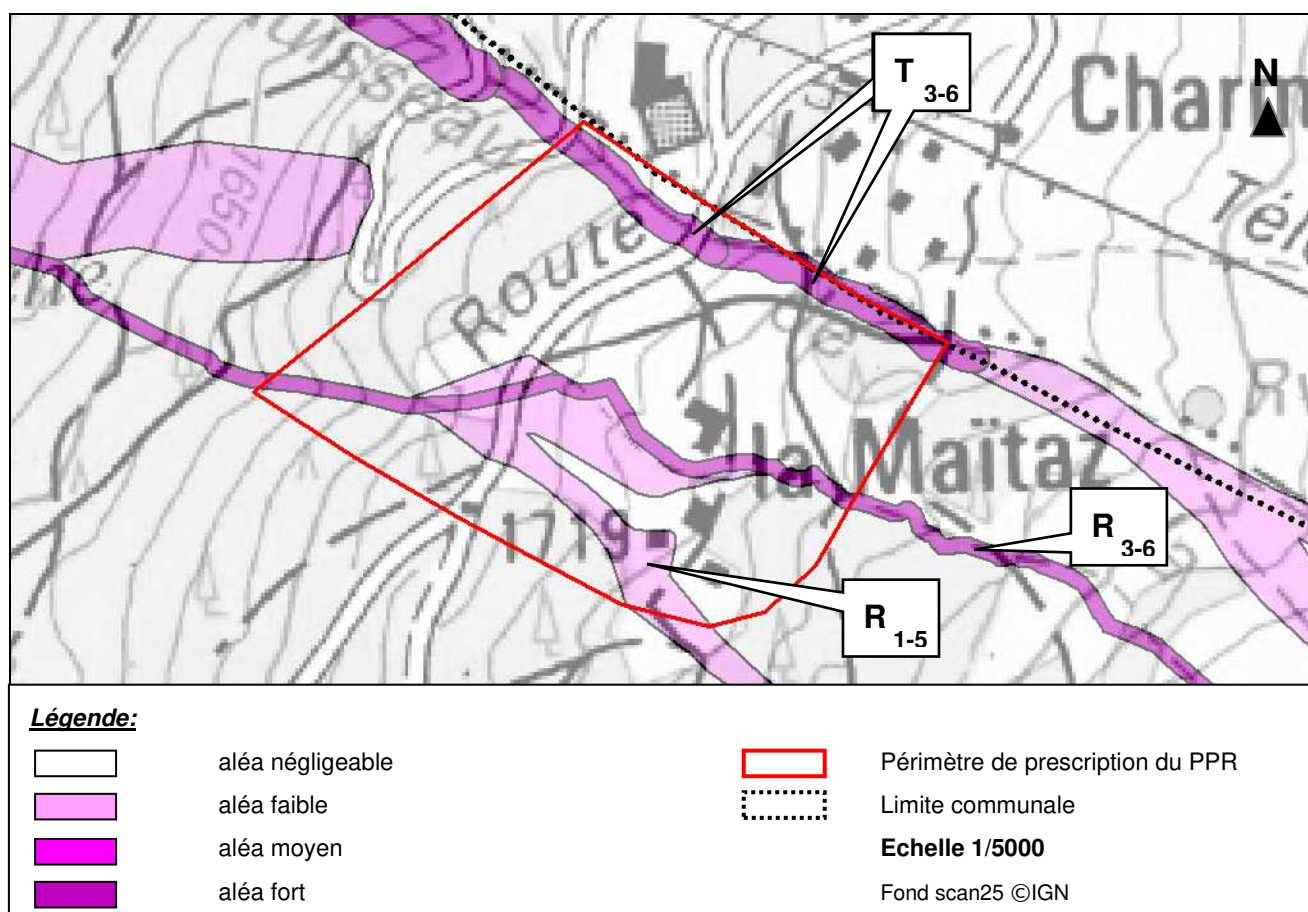 T
3-6
Charm
N
1650
Tél
Route
la Maïtaz
1719
R
3-6
R
1-5
Légende:
aléa négligeable
aléa faible
aléa moyen
aléa fort
Périmètre de prescription du PPR
Limite communale
Echelle 1/5000
Fond scan25 ©IGN